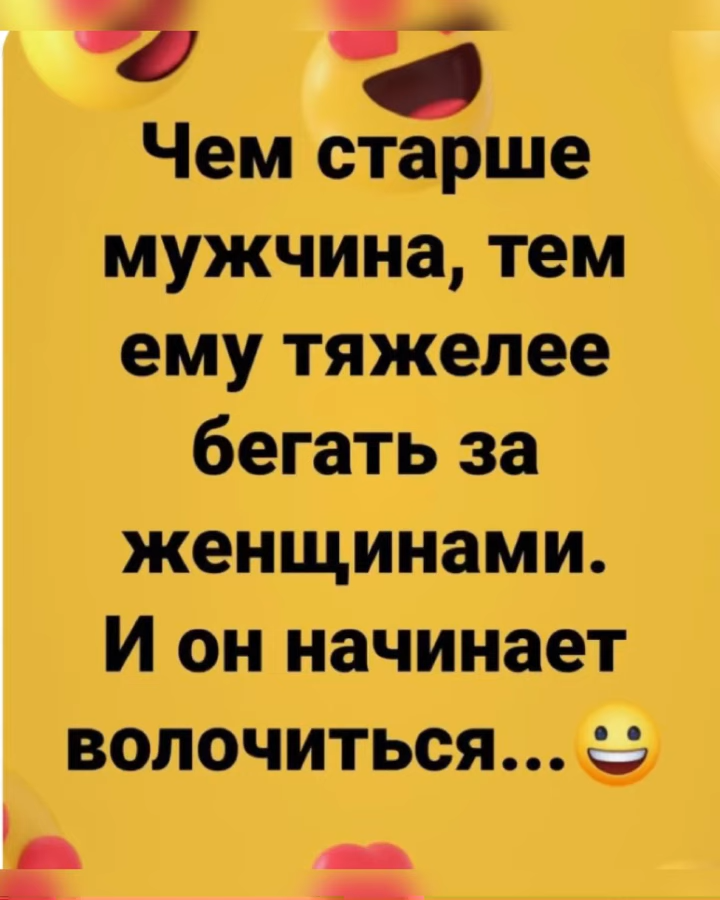 Чем старше
мужчина, тем
ему тяжелее
бегать за
женщинами.
И он начинает
волочиться...😀